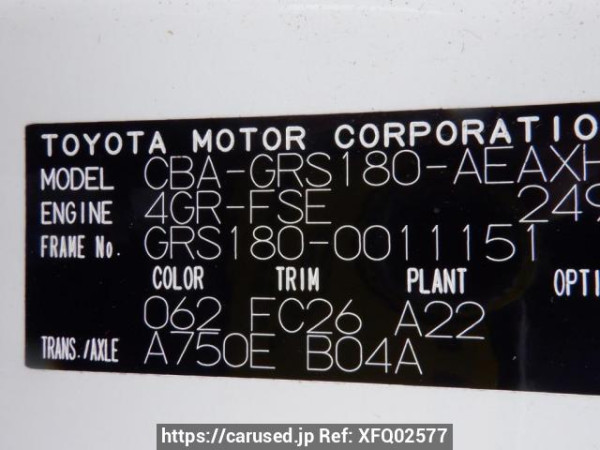 TOYOTA MOTOR CORPORATIO
MODEL CBA-GRS180-AEAXH
ENGINE 4GR-FSE 249
FRAME No. GRS180-0011151
COLOR TRIM PLANT OPTI
062 FC26 A22
TRANS./AXLE A750E B04A
https://carused.jp Ref: XFQ02577